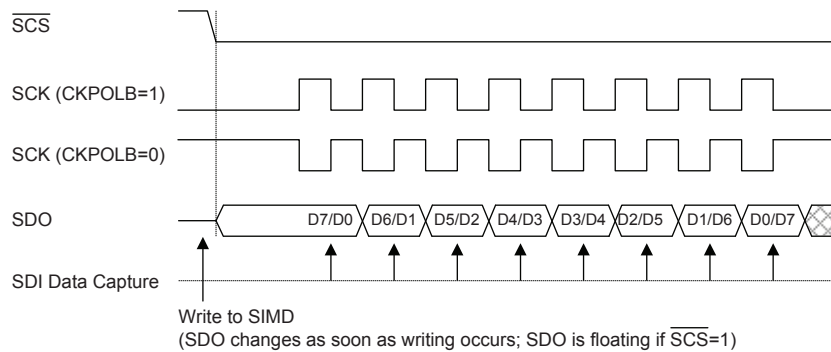 SCS
SCK (CKPOLB=1)
SCK (CKPOLB=0)
SDO
D7/D0 D6/D1 D5/D2 D4/D3 D3/D4 D2/D5 D1/D6 D0/D7
SDI Data Capture
Write to SIMD
(SDO changes as soon as writing occurs; SDO is floating if SCS=1)